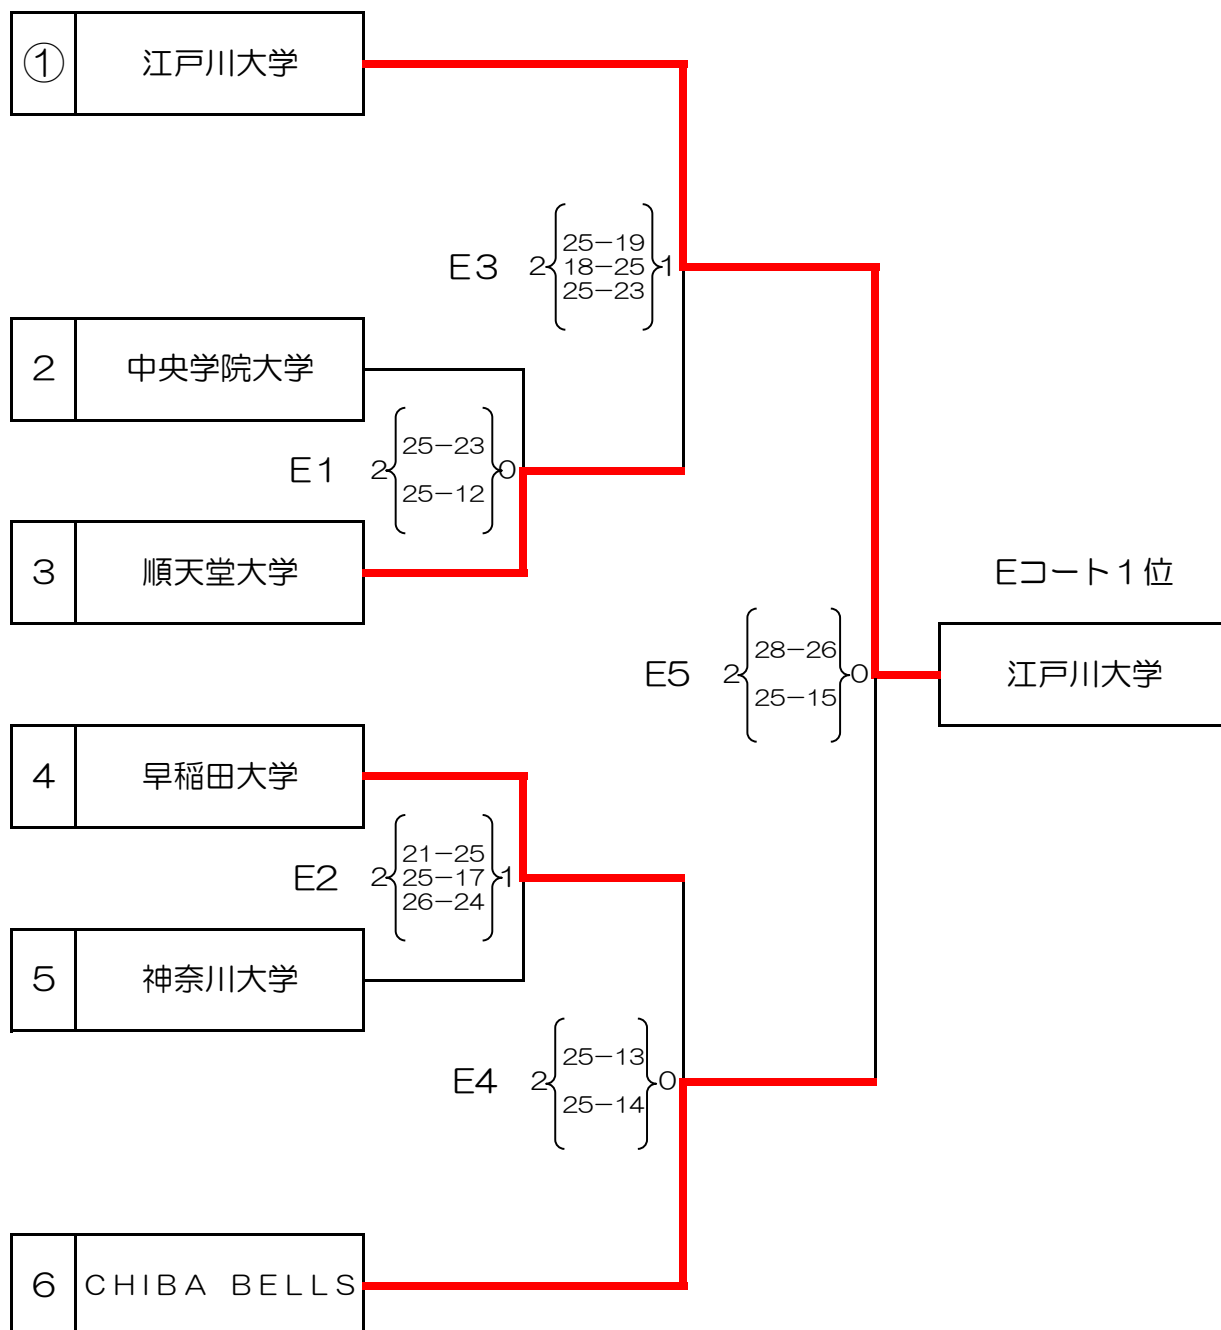 ① 江戸川大学
E3 2 25−19 1
18−25
25−23
2 中央学院大学
E1 2 25−23 0
25−12
3 順天堂大学
Eコート１位
江戸川大学
E5 2 28−26 0
25−15
4 早稲田大学
E2 2 21−25 1
25−17
26−24
5 神奈川大学
E4 2 25−13 0
25−14
6 ＣＨＩＢＡ　ＢＥＬＬＳ